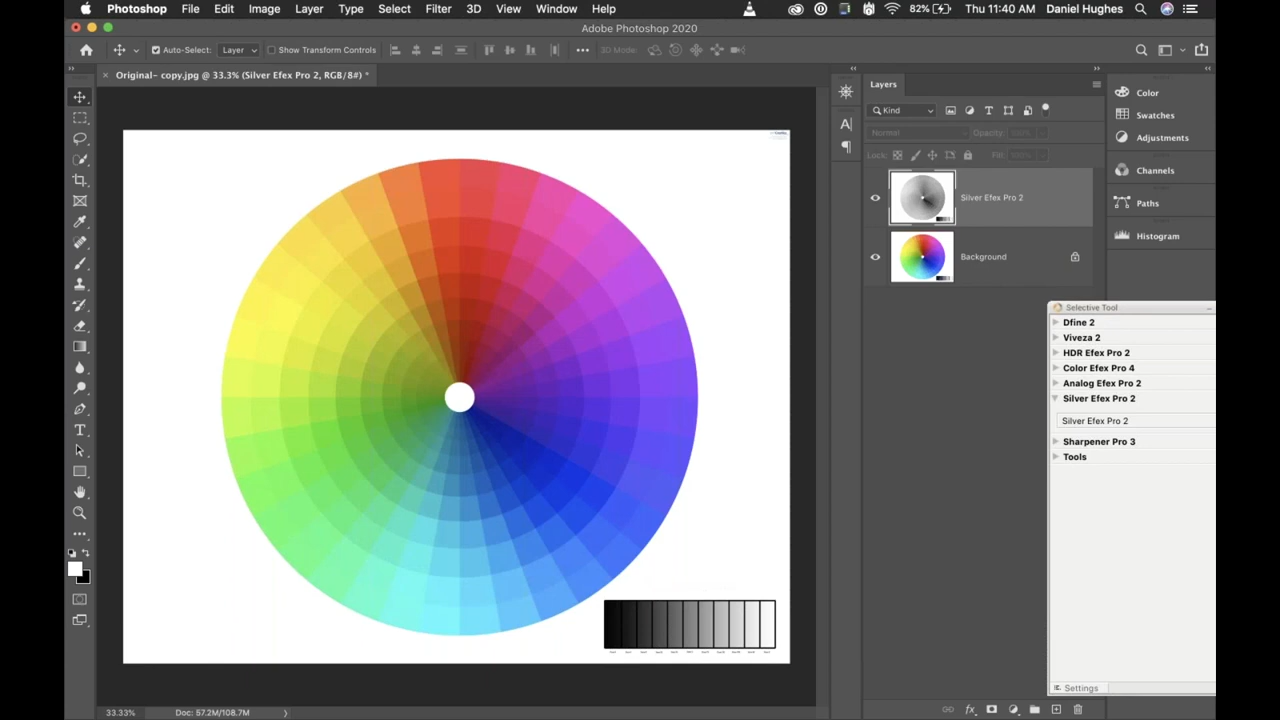 Photoshop File Edit Image Layer Type Select Filter 3D View Window Help 82% Thu 11:40 AM Daniel Hughes
Adobe Photoshop 2020
Auto-Select: Layer Show Transform Controls ••• 3D Mode:
Original- copy.jpg @ 33.3% (Silver Efex Pro 2, RGB/8#) *
Layers
Kind
Normal Opacity: 100%
Lock: Fill: 100%
Silver Efex Pro 2
Background
Color
Swatches
Adjustments
Channels
Paths
Histogram
Selective Tool
Dfine 2
Viveza 2
HDR Efex Pro 2
Color Efex Pro 4
Analog Efex Pro 2
Silver Efex Pro 2
Silver Efex Pro 2
Sharpener Pro 3
Tools
Settings
33.33% Doc: 57.2M/108.7M